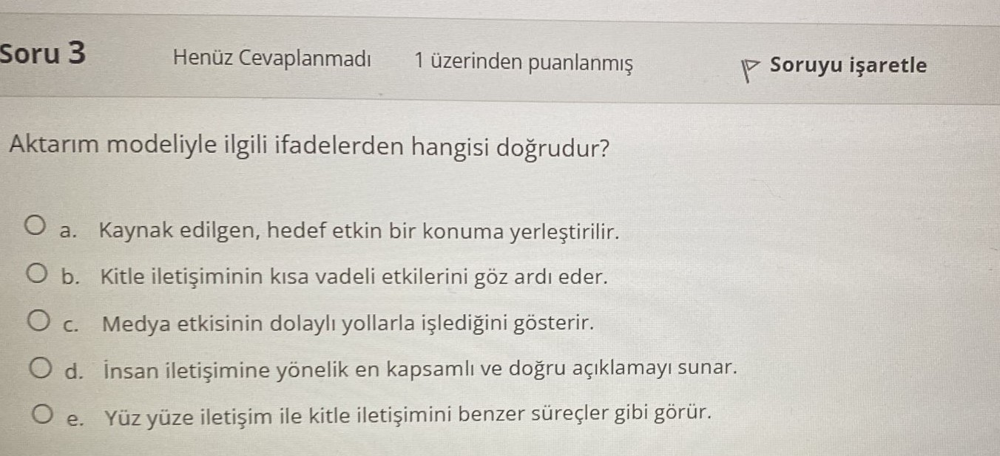 Soru 3 Henüz Cevaplanmadı 1 üzerinden puanlanmış Soruyu işaretle
Aktarım modeliyle ilgili ifadelerden hangisi doğrudur?
a. Kaynak edilgen, hedef etkin bir konuma yerleştirilir.
b. Kitle iletişiminin kısa vadeli etkilerini göz ardı eder.
c. Medya etkisinin dolaylı yollarla işlediğini gösterir.
d. İnsan iletişimine yönelik en kapsamlı ve doğru açıklamayı sunar.
e. Yüz yüze iletişim ile kitle iletişimini benzer süreçler gibi görür.